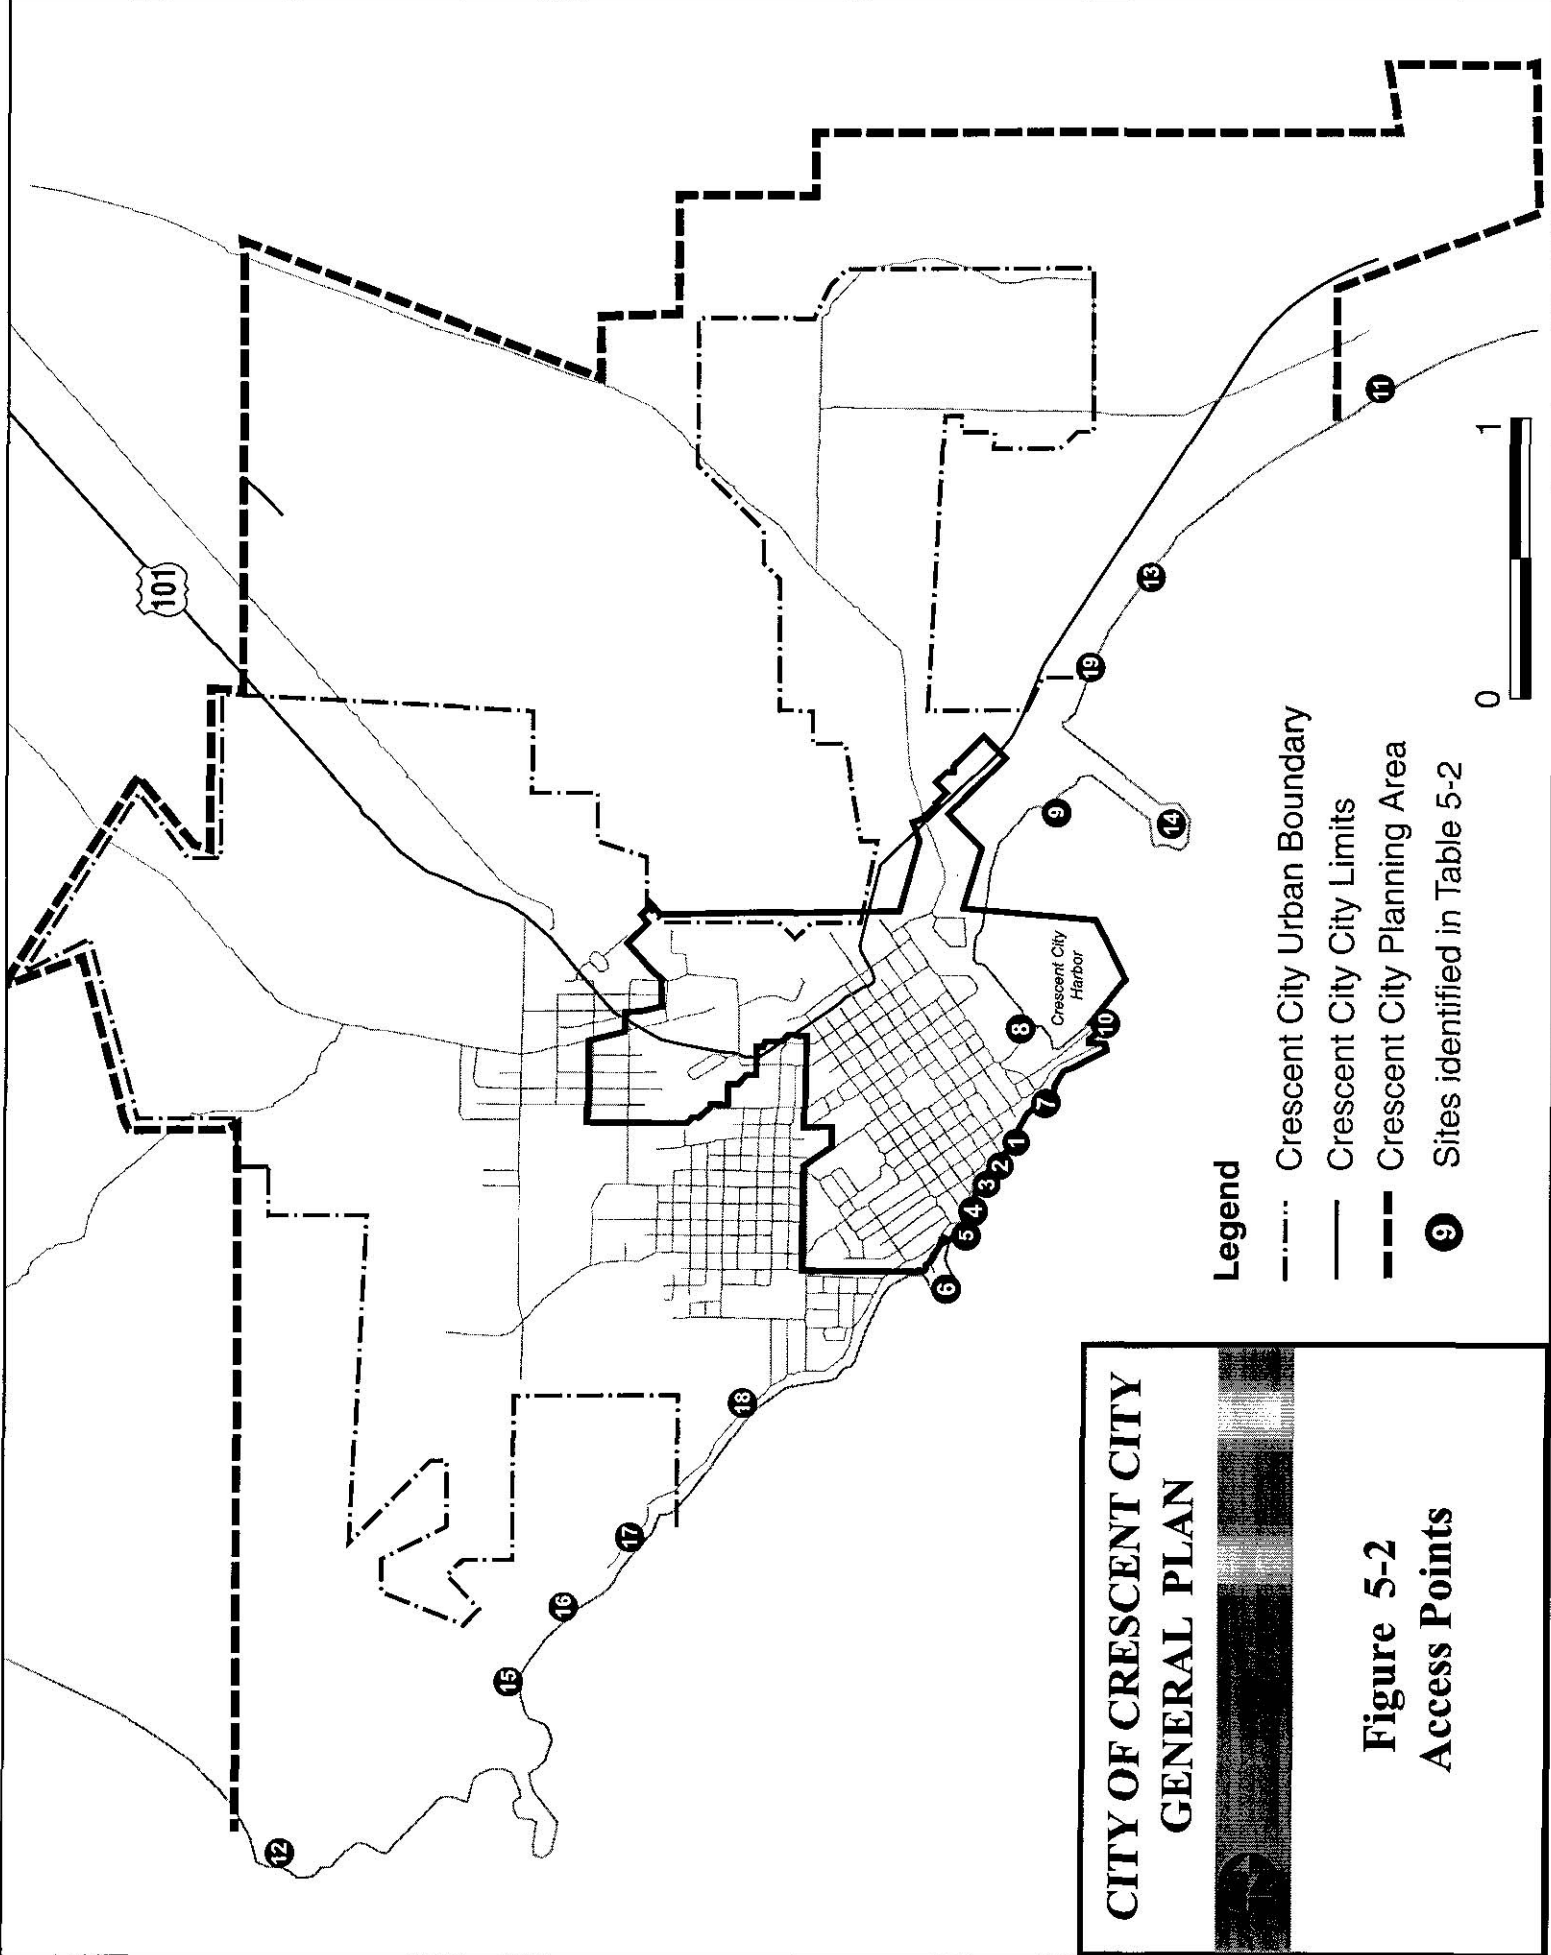 101
12
15
16
17
18
6
5
4
3
2
1
7
8
10
Crescent City
Harbor
9
14
19
13
11
Legend
Crescent City Urban Boundary
Crescent City City Limits
Crescent City Planning Area
9 Sites identified in Table 5-2
0 1
CITY OF CRESCENT CITY
GENERAL PLAN
Figure 5-2
Access Points